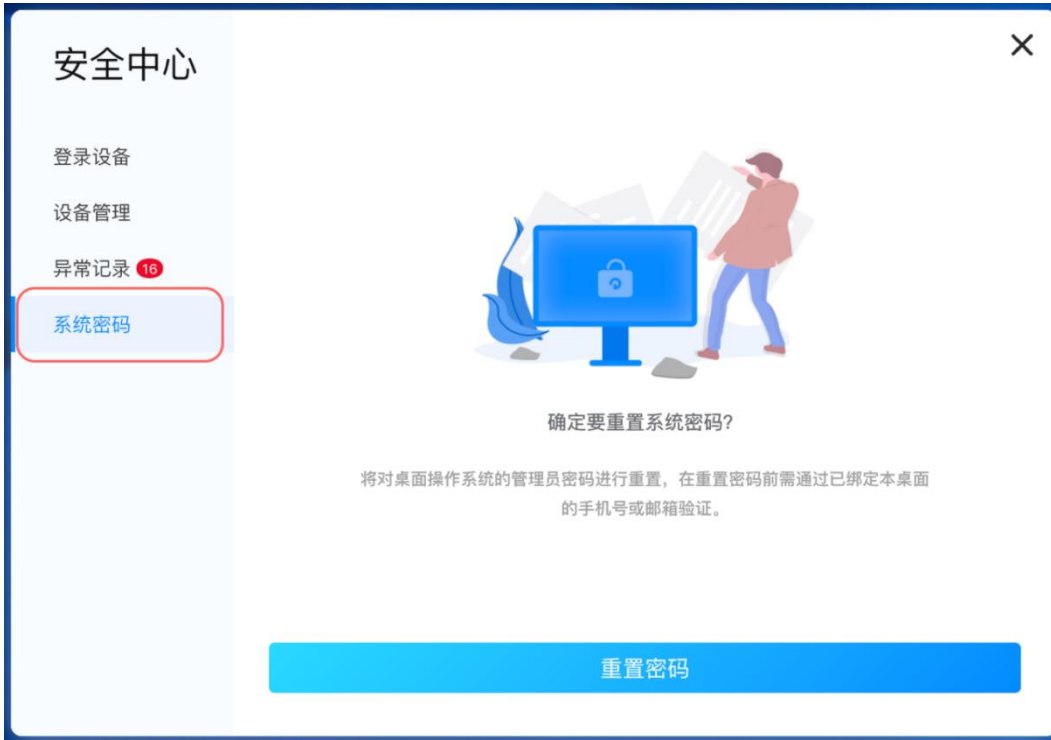 安全中心
登录设备
设备管理
异常记录 16
系统密码
确定要重置系统密码?
将对桌面操作系统的管理员密码进行重置，在重置密码前需通过已绑定本桌面
的手机号或邮箱验证。
重置密码